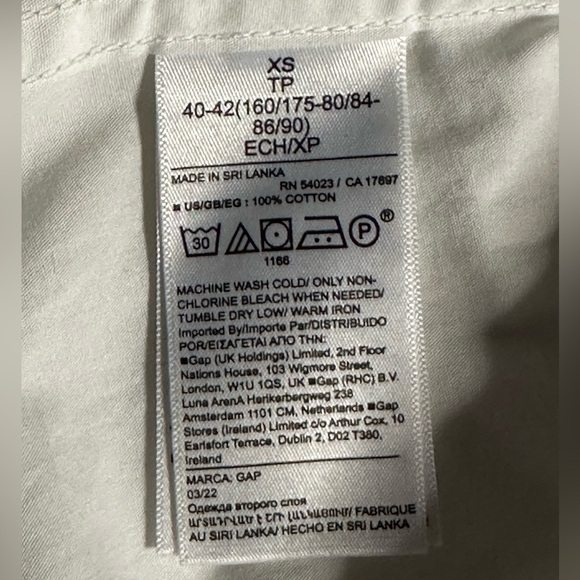 XS
TP
40-42(160/175-80/84-
86/90)
ECH/XP
MADE IN SRI LANKA
RN 54023 / CA 17897
■ US/GB/EG : 100% COTTON
30 P ®
1166
MACHINE WASH COLD/ ONLY NON-
CHLORINE BLEACH WHEN NEEDED/
TUMBLE DRY LOW/ WARM IRON
Imported By/Importe Par/DISTRIBUIDO
POR/ΕΙΣΑΓΕΤΑΙ ΑΠΟ ΤΗΝ:
■Gap (UK Holdings) Limited, 2nd Floor
Nations House, 103 Wigmore Street,
London, W1U 1QS, UK ■Gap (RHC) B.V.
Luna ArenA Herikerbergweg 238
Amsterdam 1101 CM, Netherlands ■Gap
Stores (Ireland) Limited c/o Arthur Cox, 10
Earlsfort Terrace, Dublin 2, D02 T380,
Ireland
MARCA: GAP
03/22
Одежда второго слоя
ԱՐՏԱԴՐՎԱԾ Է ՇՐԻ ԼԱՆԿԱՅՈՒՄ/ FABRIQUE
AU SIRI LANKA/ HECHO EN SRI LANKA